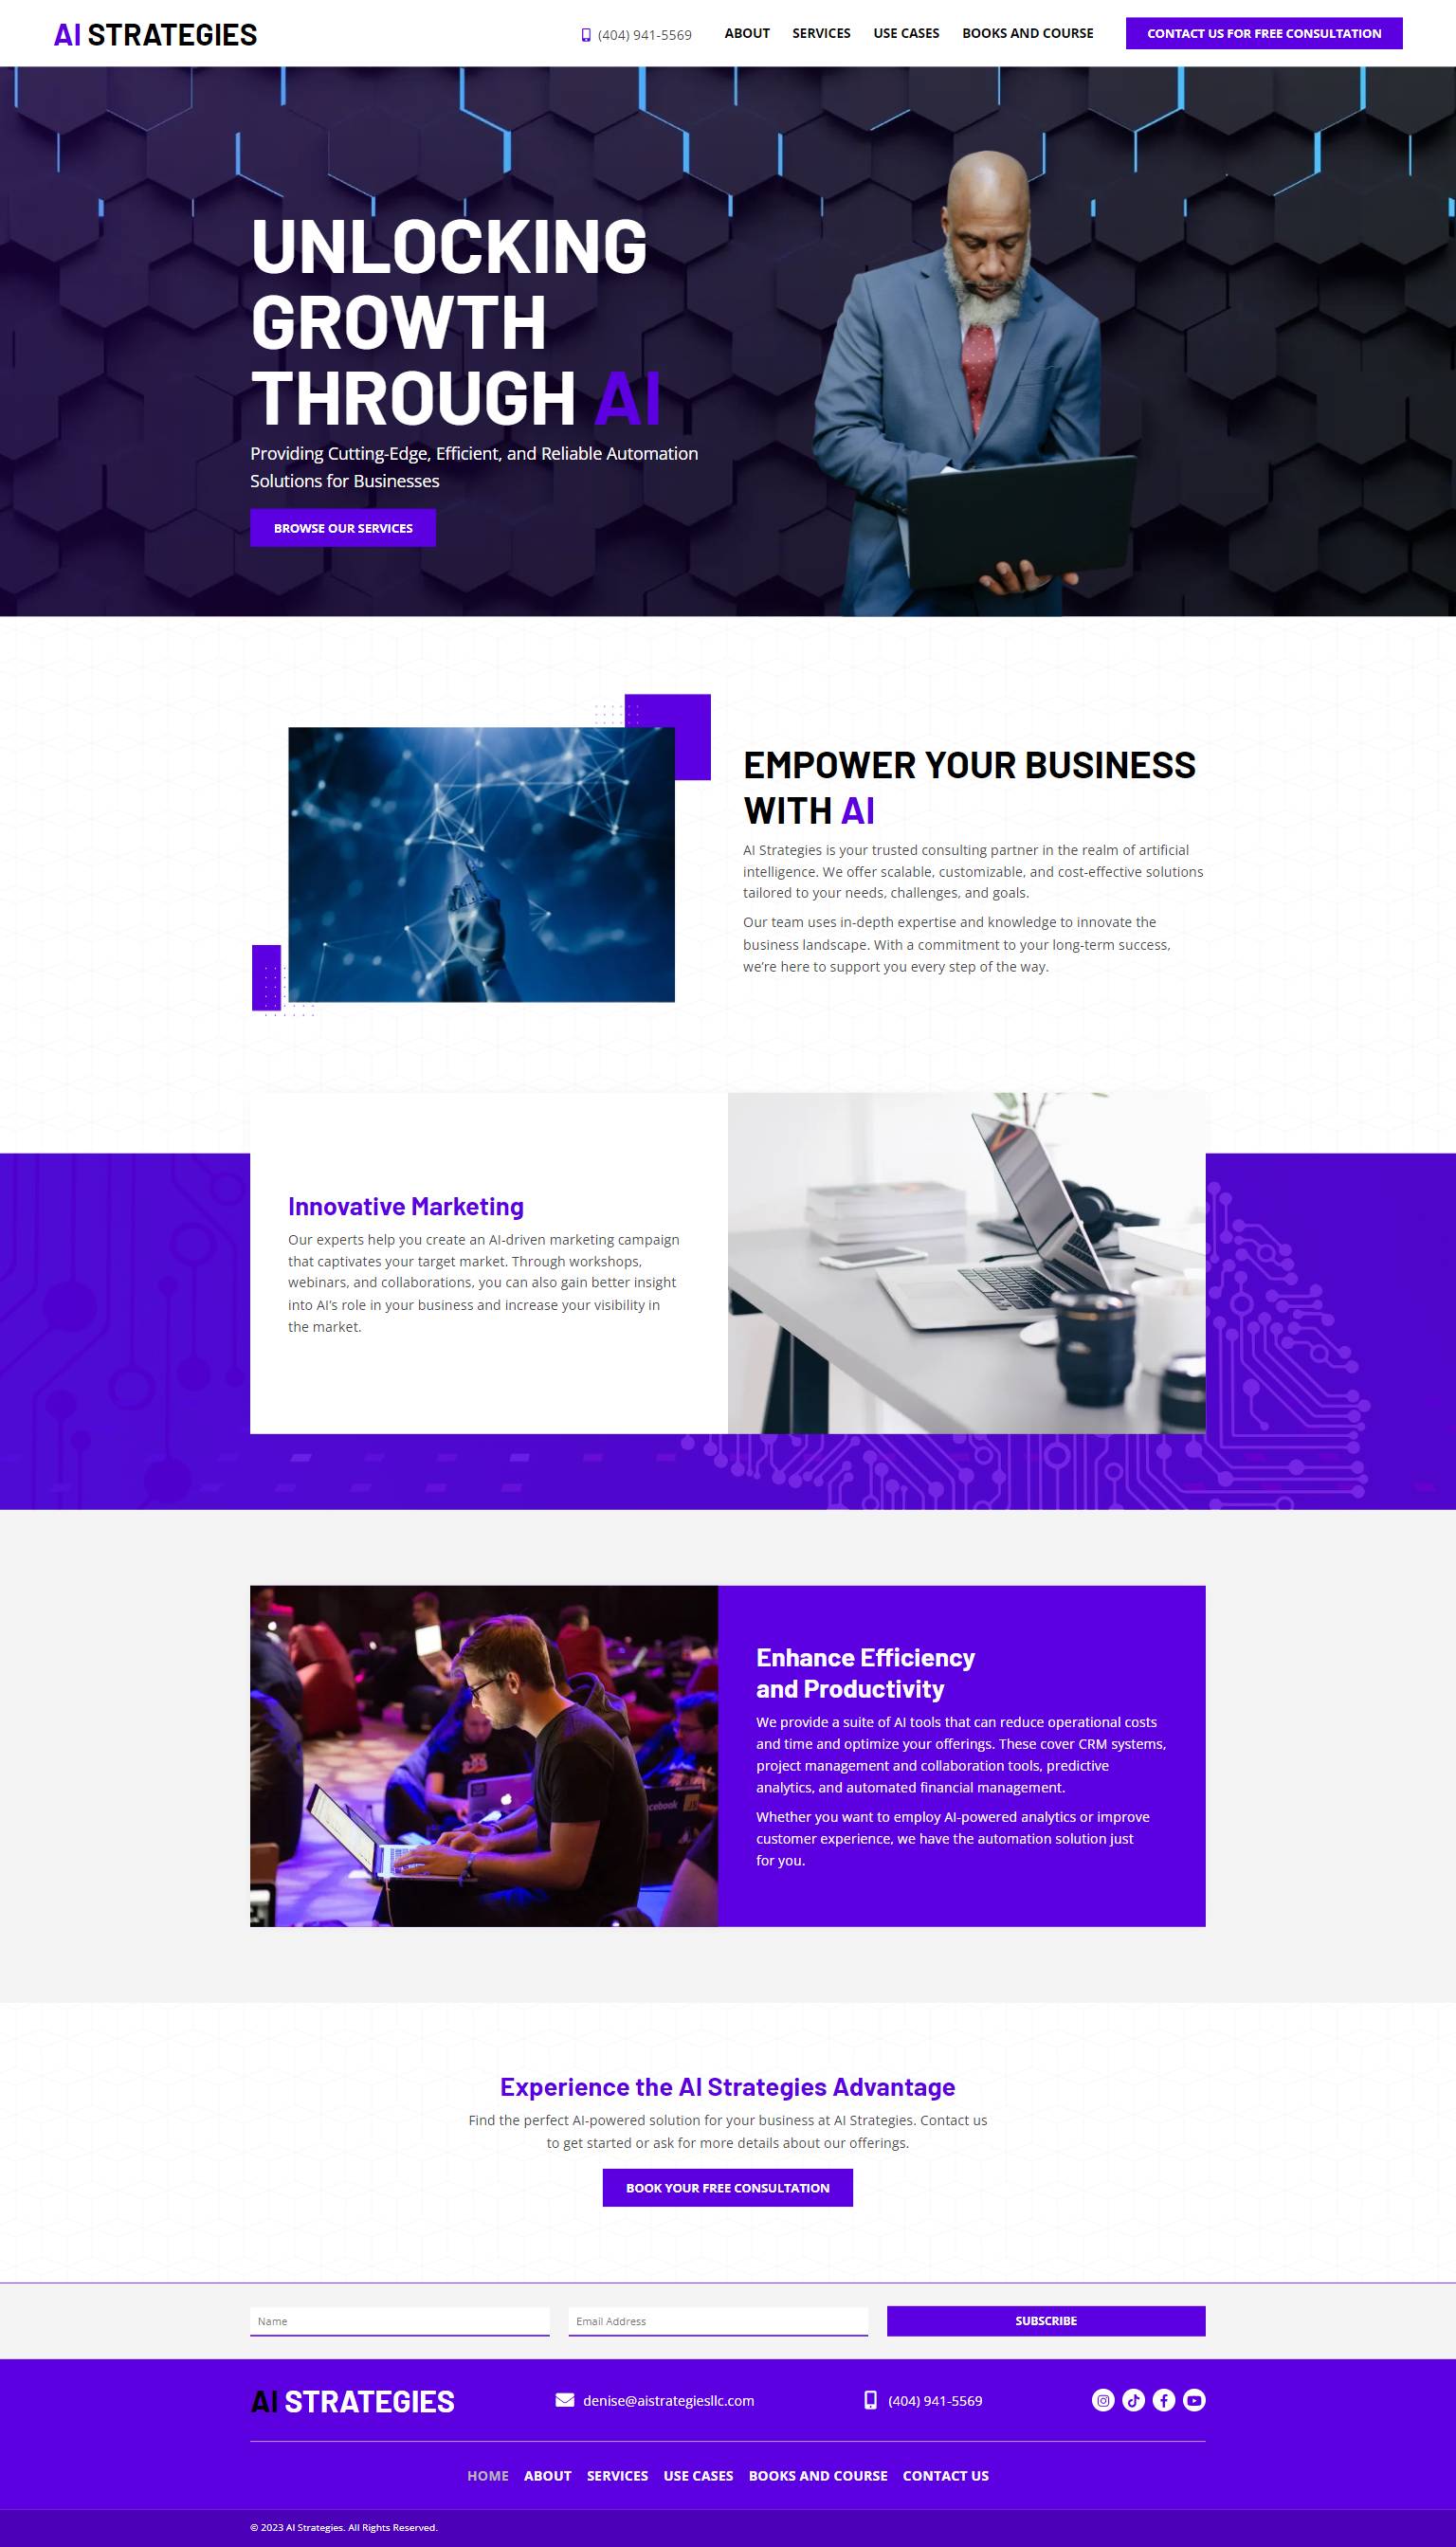 AI STRATEGIES
(404) 941-5569
ABOUT
SERVICES
USE CASES
BOOKS AND COURSE
CONTACT US FOR FREE CONSULTATION
UNLOCKING
GROWTH
THROUGH AI
Providing Cutting-Edge, Efficient, and Reliable Automation
Solutions for Businesses
BROWSE OUR SERVICES
EMPOWER YOUR BUSINESS
WITH AI
AI Strategies is your trusted consulting partner in the realm of artificial
intelligence. We offer scalable, customizable, and cost-effective solutions
tailored to your needs, challenges, and goals.
Our team uses in-depth expertise and knowledge to innovate the
business landscape. With a commitment to your long-term success,
we’re here to support you every step of the way.
Innovative Marketing
Our experts help you create an AI-driven marketing campaign
that captivates your target market. Through workshops,
webinars, and collaborations, you can also gain better insight
into AI’s role in your business and increase your visibility in
the market.
Enhance Efficiency
and Productivity
We provide a suite of AI tools that can reduce operational costs
and time and optimize your offerings. These cover CRM systems,
project management and collaboration tools, predictive
analytics, and automated financial management.
Whether you want to employ AI-powered analytics or improve
customer experience, we have the automation solution just
for you.
Experience the AI Strategies Advantage
Find the perfect AI-powered solution for your business at AI Strategies. Contact us
to get started or ask for more details about our offerings.
BOOK YOUR FREE CONSULTATION
Name
Email Address
SUBSCRIBE
AI STRATEGIES
denise@aistrategiesllc.com
(404) 941-5569
HOME
ABOUT
SERVICES
USE CASES
BOOKS AND COURSE
CONTACT US
© 2023 AI Strategies. All Rights Reserved.